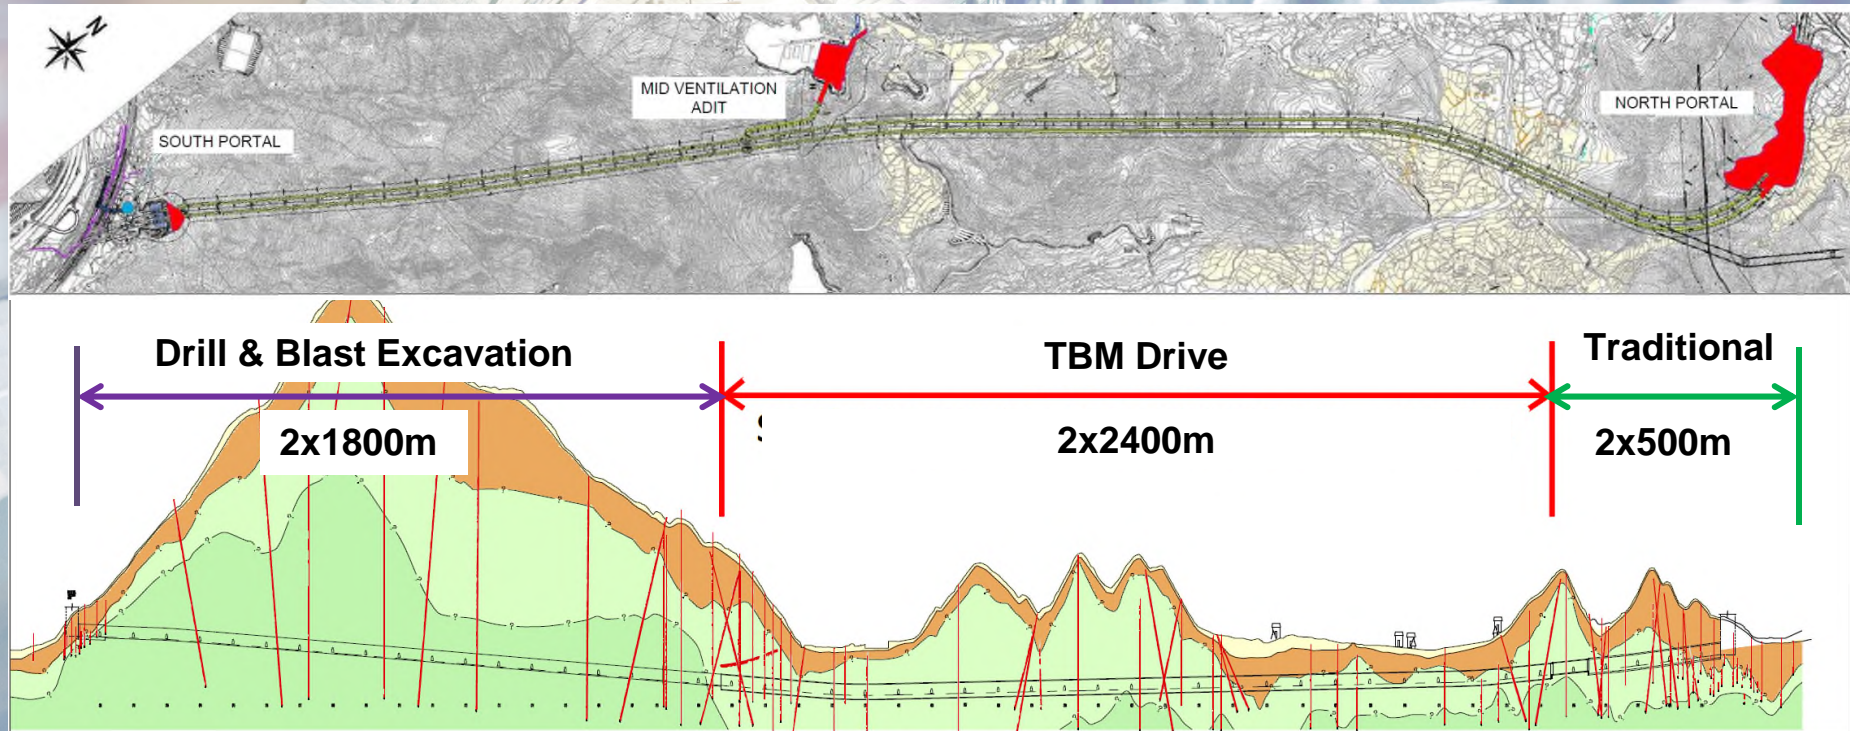 N
SOUTH PORTAL
MID VENTILATION
ADIT
NORTH PORTAL
Drill & Blast Excavation
TBM Drive
Traditional
2x1800m
2x2400m
2x500m